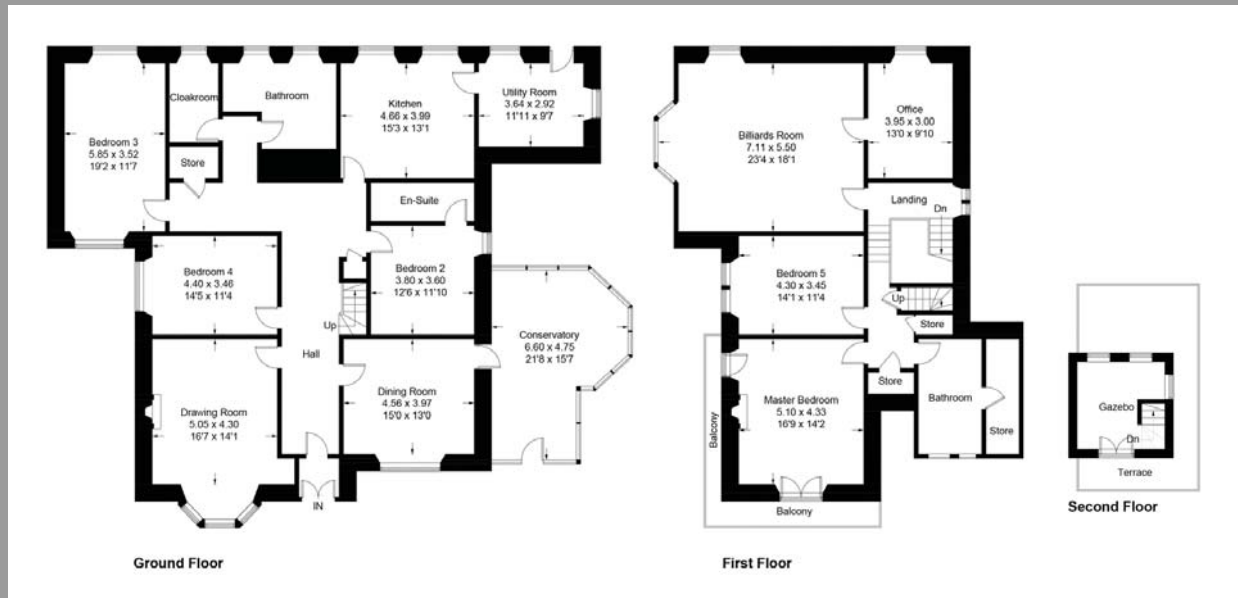 Cloakroom
Bathroom
Kitchen
4.66 x 3.99
15'3 x 13'1
Utility Room
3.64 x 2.92
11'11 x 9'7
Bedroom 3
5.85 x 3.52
19'2 x 11'7
Store
En-Suite
Bedroom 4
4.40 x 3.46
14'5 x 11'4
Bedroom 2
3.80 x 3.60
12'6 x 11'10
Up
Hall
Conservatory
6.60 x 4.75
21'8 x 15'7
Drawing Room
5.05 x 4.30
16'7 x 14'1
Dining Room
4.56 x 3.97
15'0 x 13'0
IN
Ground Floor
Billiards Room
7.11 x 5.50
23'4 x 18'1
Office
3.95 x 3.00
13'0 x 9'10
Landing
Dn
Bedroom 5
4.30 x 3.45
14'1 x 11'4
Up
Store
Store
Master Bedroom
5.10 x 4.33
16'9 x 14'2
Bathroom
Store
Balcony
Balcony
First Floor
Gazebo
Dn
Terrace
Second Floor